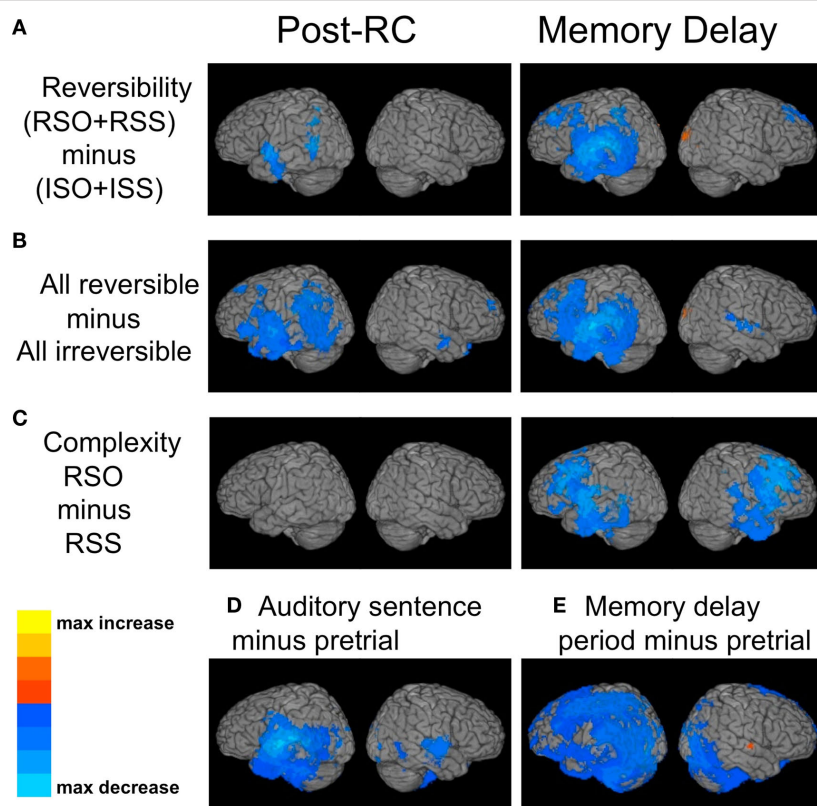 A
Post-RC
Memory Delay
Reversibility
(RSO+RSS)
minus
(ISO+ISS)
B
All reversible
minus
All irreversible
C
Complexity
RSO
minus
RSS
D Auditory sentence
minus pretrial
E Memory delay
period minus pretrial
max increase
max decrease